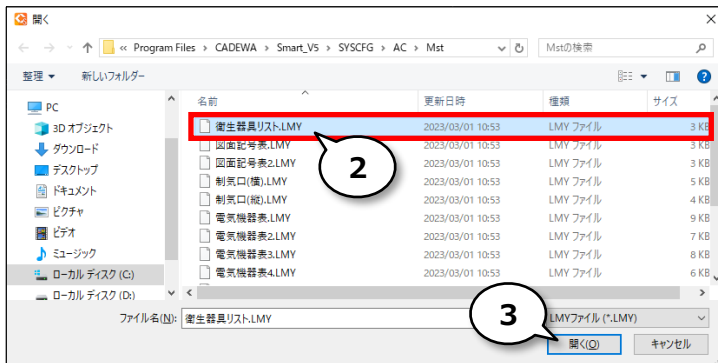 開く
« Program Files > CADEWA > Smart_V5 > SYSCFG > AC > Mst
Mstの検索
整理 ▼ 新しいフォルダー
PC
3D オブジェクト
ダウンロード
デスクトップ
ドキュメント
ピクチャ
ビデオ
ミュージック
ローカル ディスク (C:)
ローカル ディスク (D:)
名前 更新日時 種類 サイズ
衛生器具リスト.LMY 2023/03/01 10:53 LMY ファイル 3 KB
図面記号表.LMY 2023/03/01 10:53 LMY ファイル 3 KB
図面記号表2.LMY 2023/03/01 10:53 LMY ファイル 3 KB
制気口(横).LMY 2023/03/01 10:53 LMY ファイル 5 KB
制気口(縦).LMY 2023/03/01 10:53 LMY ファイル 4 KB
電気機器表.LMY 2023/03/01 10:53 LMY ファイル 9 KB
電気機器表2.LMY 2023/03/01 10:53 LMY ファイル 7 KB
電気機器表3.LMY 2023/03/01 10:53 LMY ファイル 8 KB
電気機器表4.LMY 2023/03/01 10:53 LMY ファイル 6 KB
2
ファイル名(N): 衛生器具リスト.LMY
LMYファイル (*.LMY)
3
開く(O) キャンセル